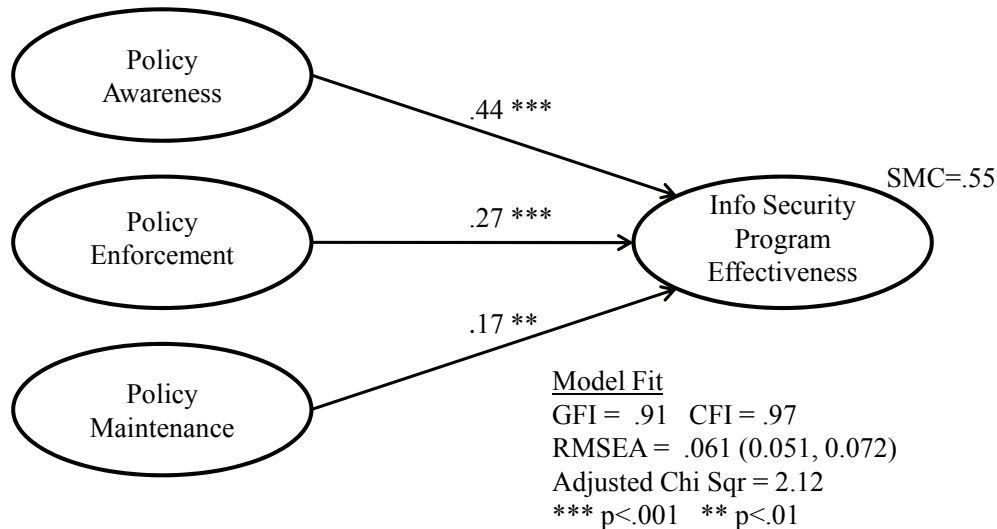 Policy
Awareness
.44 ***
SMC=.55
Policy
Enforcement
.27 ***
Info Security
Program
Effectiveness
.17 **
Policy
Maintenance
Model Fit
GFI = .91 CFI = .97
RMSEA = .061 (0.051, 0.072)
Adjusted Chi Sqr = 2.12
*** p<.001 ** p<.01